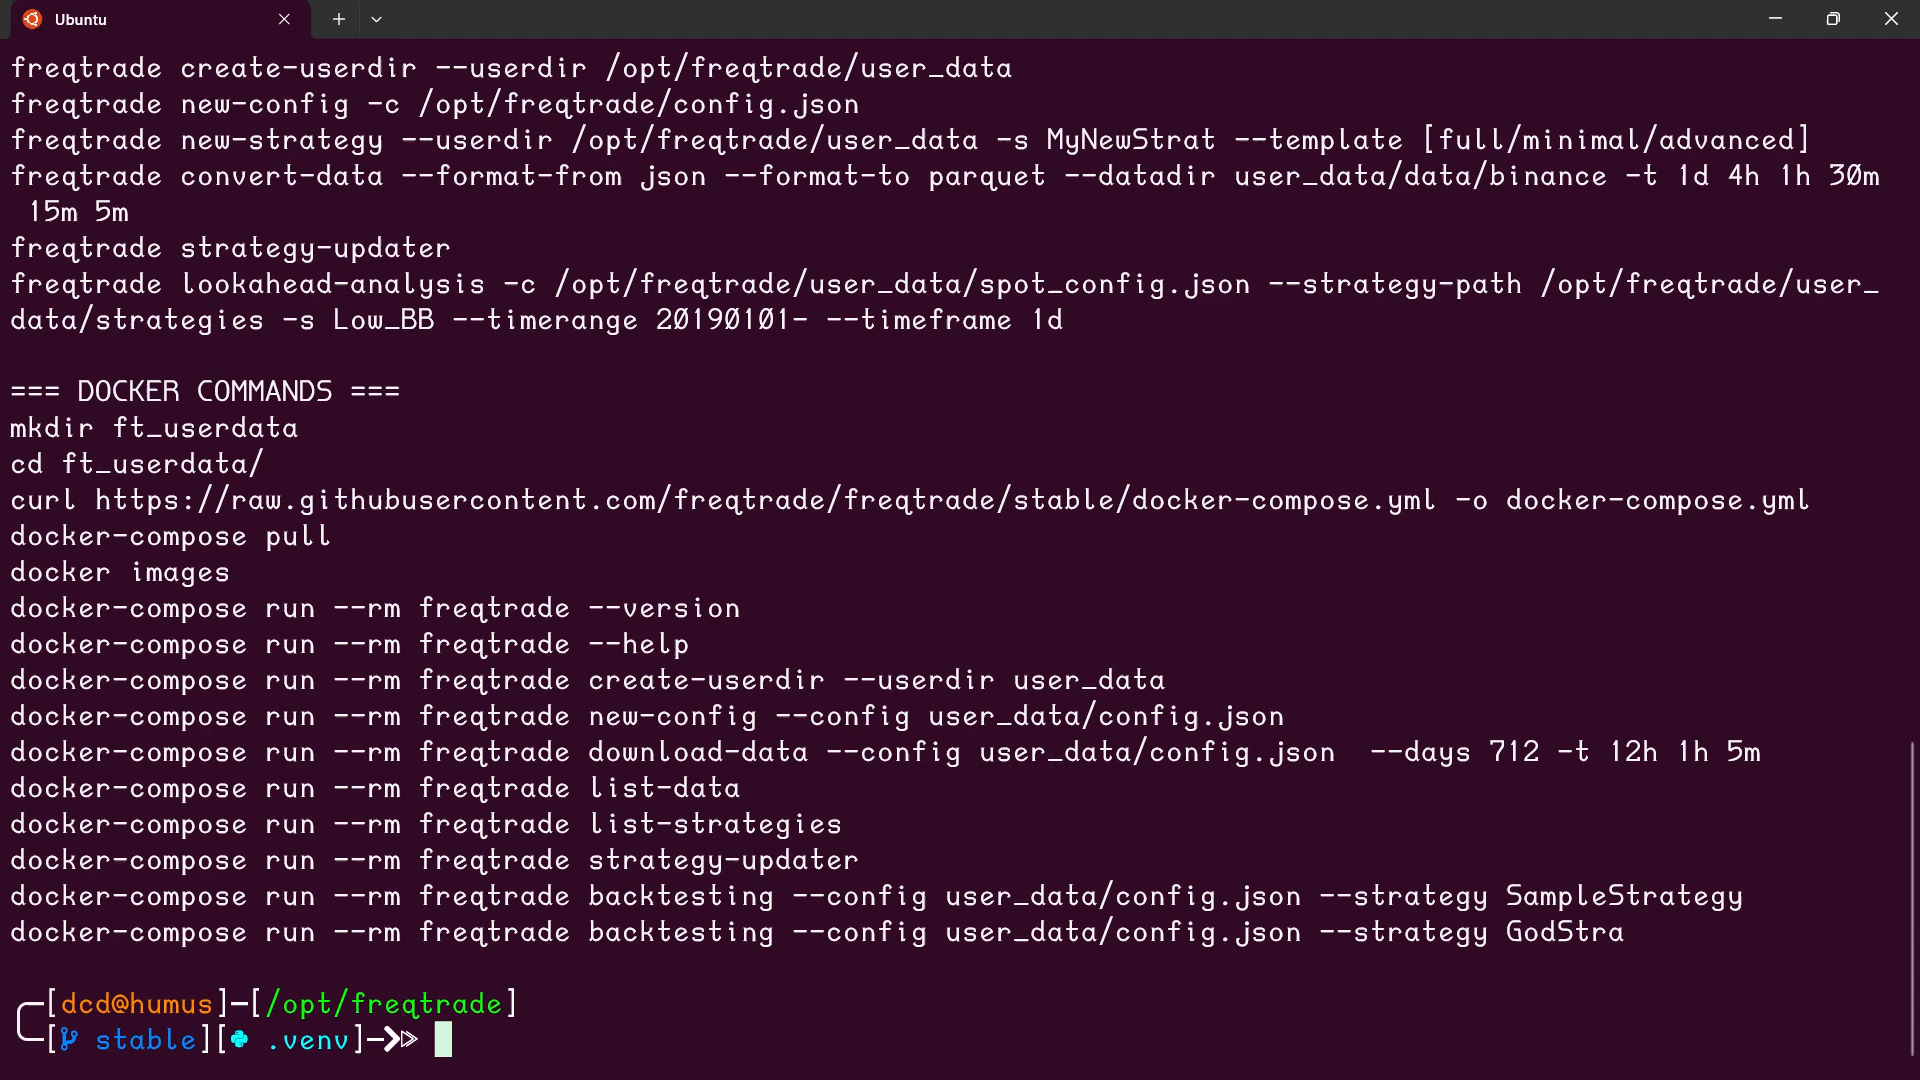 Ubuntu
freqtrade create-userdir --userdir /opt/freqtrade/user_data
freqtrade new-config -c /opt/freqtrade/config.json
freqtrade new-strategy --userdir /opt/freqtrade/user_data -s MyNewStrat --template [full/minimal/advanced]
freqtrade convert-data --format-from json --format-to parquet --datadir user_data/data/binance -t 1d 4h 1h 30m
 15m 5m
freqtrade strategy-updater
freqtrade lookahead-analysis -c /opt/freqtrade/user_data/spot_config.json --strategy-path /opt/freqtrade/user_
data/strategies -s Low_BB --timerange 20190101- --timeframe 1d
=== DOCKER COMMANDS ===
mkdir ft_userdata
cd ft_userdata/
curl https://raw.githubusercontent.com/freqtrade/freqtrade/stable/docker-compose.yml -o docker-compose.yml
docker-compose pull
docker images
docker-compose run --rm freqtrade --version
docker-compose run --rm freqtrade --help
docker-compose run --rm freqtrade create-userdir --userdir user_data
docker-compose run --rm freqtrade new-config --config user_data/config.json
docker-compose run --rm freqtrade download-data --config user_data/config.json  --days 712 -t 12h 1h 5m
docker-compose run --rm freqtrade list-data
docker-compose run --rm freqtrade list-strategies
docker-compose run --rm freqtrade strategy-updater
docker-compose run --rm freqtrade backtesting --config user_data/config.json --strategy SampleStrategy
docker-compose run --rm freqtrade backtesting --config user_data/config.json --strategy GodStra
[dcd@humus]-[/opt/freqtrade]
[stable][.venv]